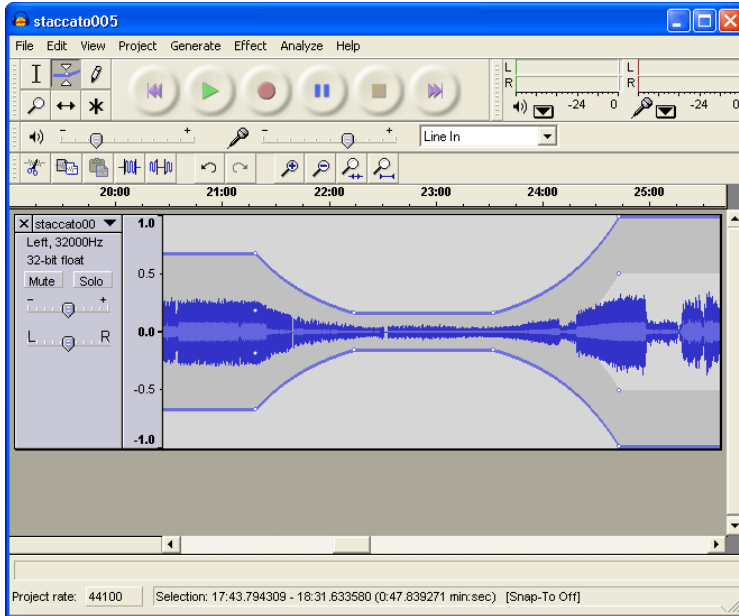 staccato005
File Edit View Project Generate Effect Analyze Help
L
R
-24 0
L
R
-24 0
- +
- +
Line In
20:00 21:00 22:00 23:00 24:00 25:00
X staccato00
Left, 32000Hz
32-bit float
Mute Solo
- +
L R
1.0
0.5
0.0
-0.5
-1.0
Project rate: 44100 Selection: 17:43.794309 - 18:31.633580 (0:47.839271 min:sec) [Snap-To Off]